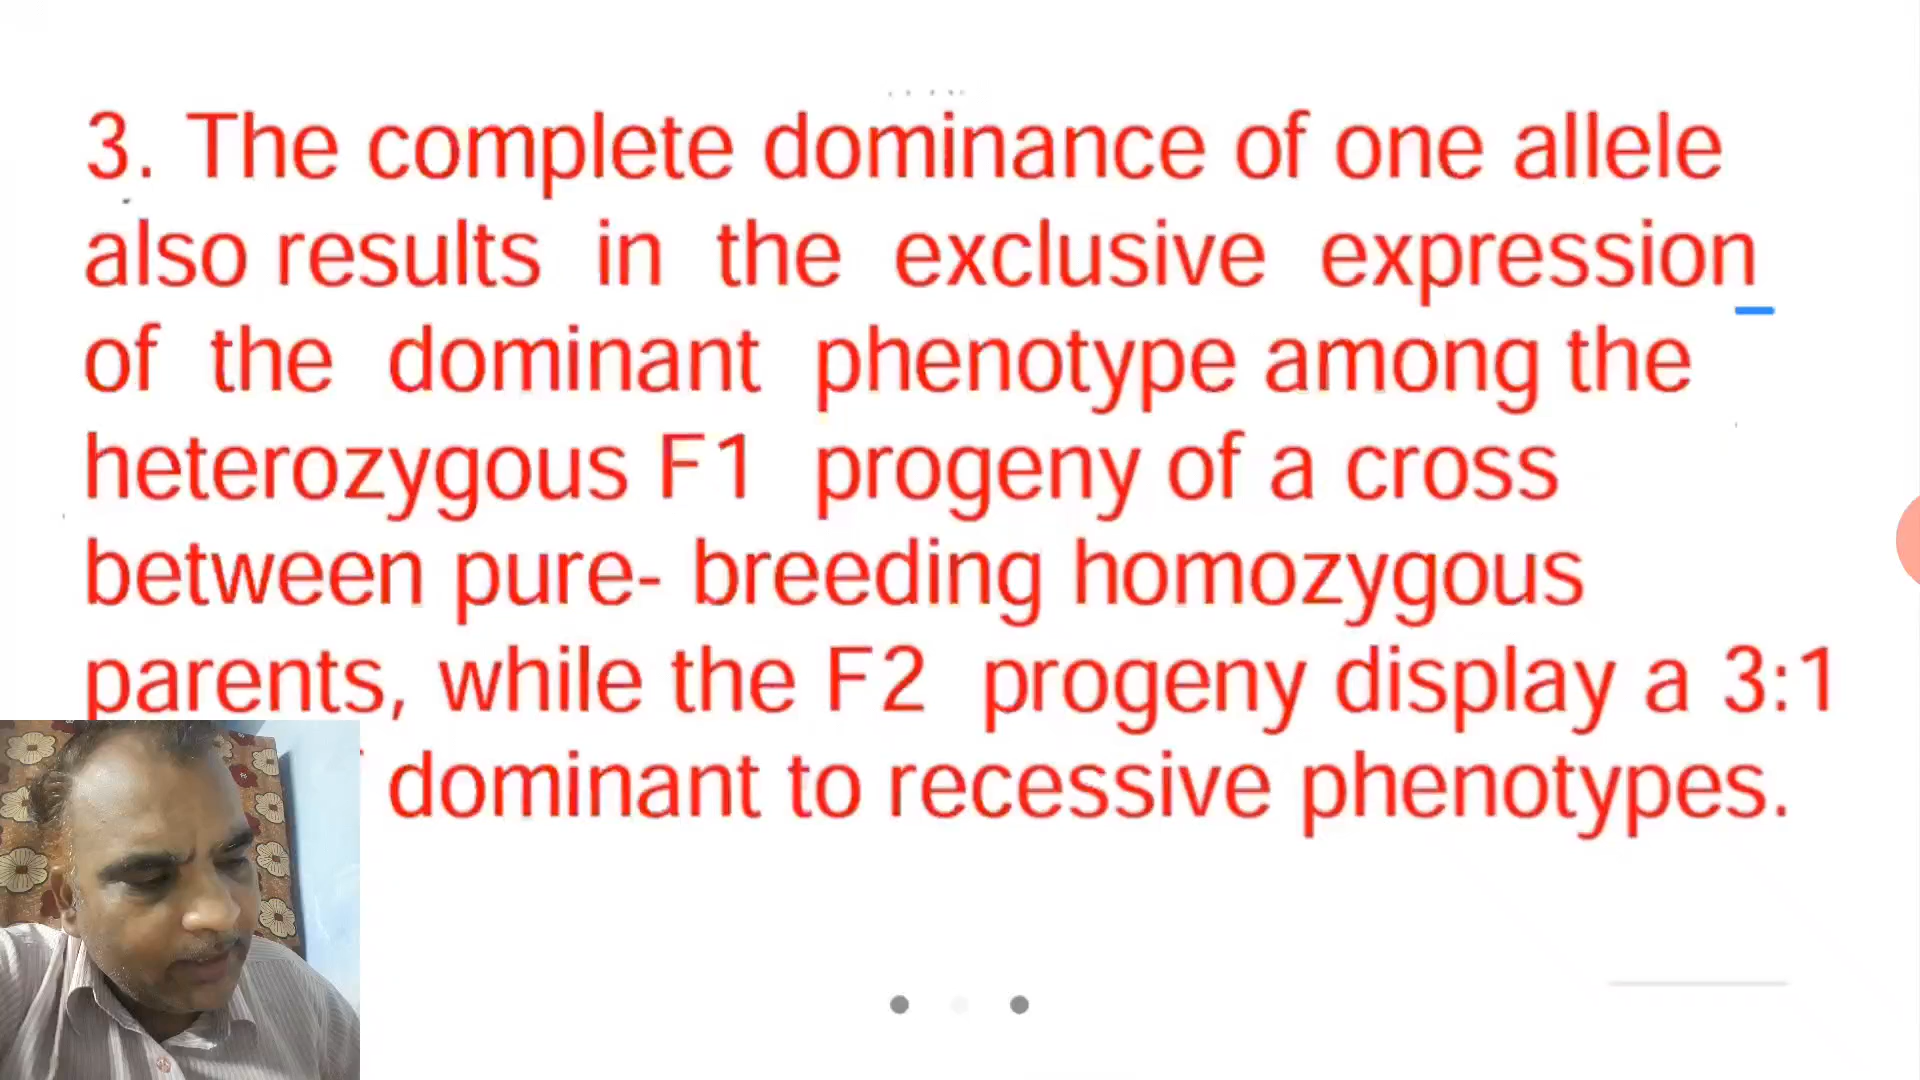 3. The complete dominance of one allele
also results in the exclusive expression
of the dominant phenotype among the
heterozygous F1 progeny of a cross
between pure- breeding homozygous
parents, while the F2 progeny display a 3:1
dominant to recessive phenotypes.